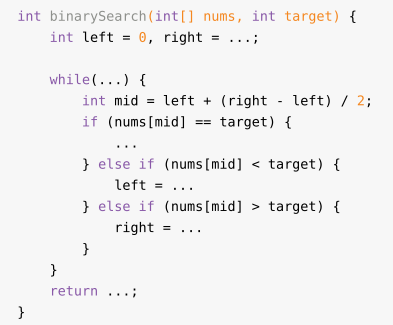 int binarySearch(int[] nums, int target) {
    int left = 0, right = ...;

    while(...) {
        int mid = left + (right - left) / 2;
        if (nums[mid] == target) {
            ...
        } else if (nums[mid] < target) {
            left = ...
        } else if (nums[mid] > target) {
            right = ...
        }
    }
    return ...;
}